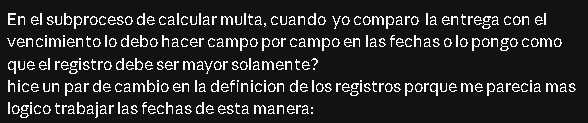 En el subproceso de calcular multa, cuando yo comparo la entrega con el
vencimiento lo debo hacer campo por campo en las fechas o lo pongo como
que el registro debe ser mayor solamente?
hice un par de cambio en la definicion de los registros porque me parecia mas
logico trabajar las fechas de esta manera: